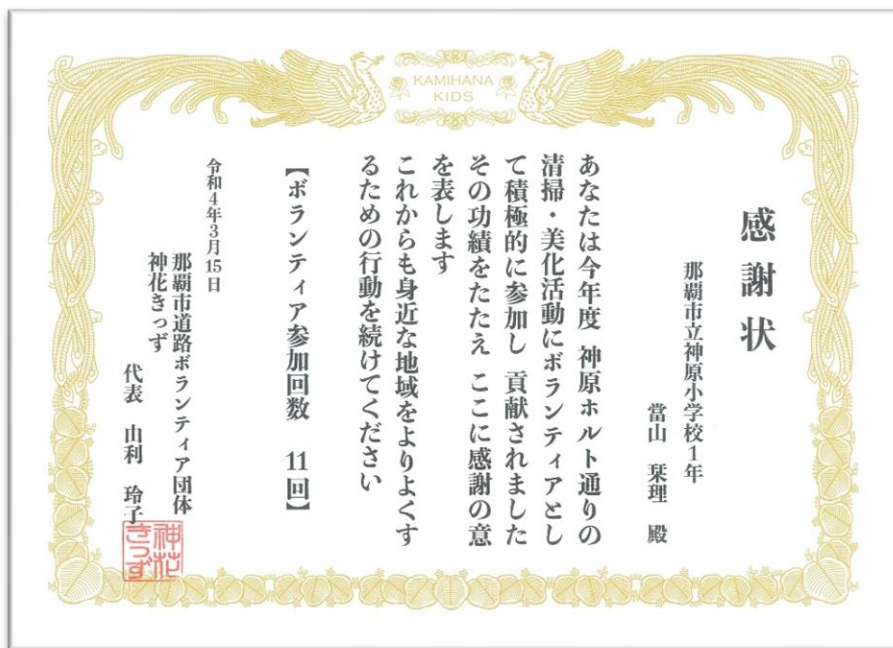 KAMIHANA
KIDS
感謝状
那覇市立神原小学校1年
當山 琹理 殿
あなたは今年度 神原ホルト通りの
清掃・美化活動にボランティアとし
て積極的に参加し 貢献されました
その功績をたたえ ここに感謝の意
を表します
これからも身近な地域をよりよくす
るための行動を続けてください
【ボランティア参加回数 11回】
令和4年3月15日
那覇市道路ボランティア団体
神花きっず
代表 由利 玲子
神花
きっず